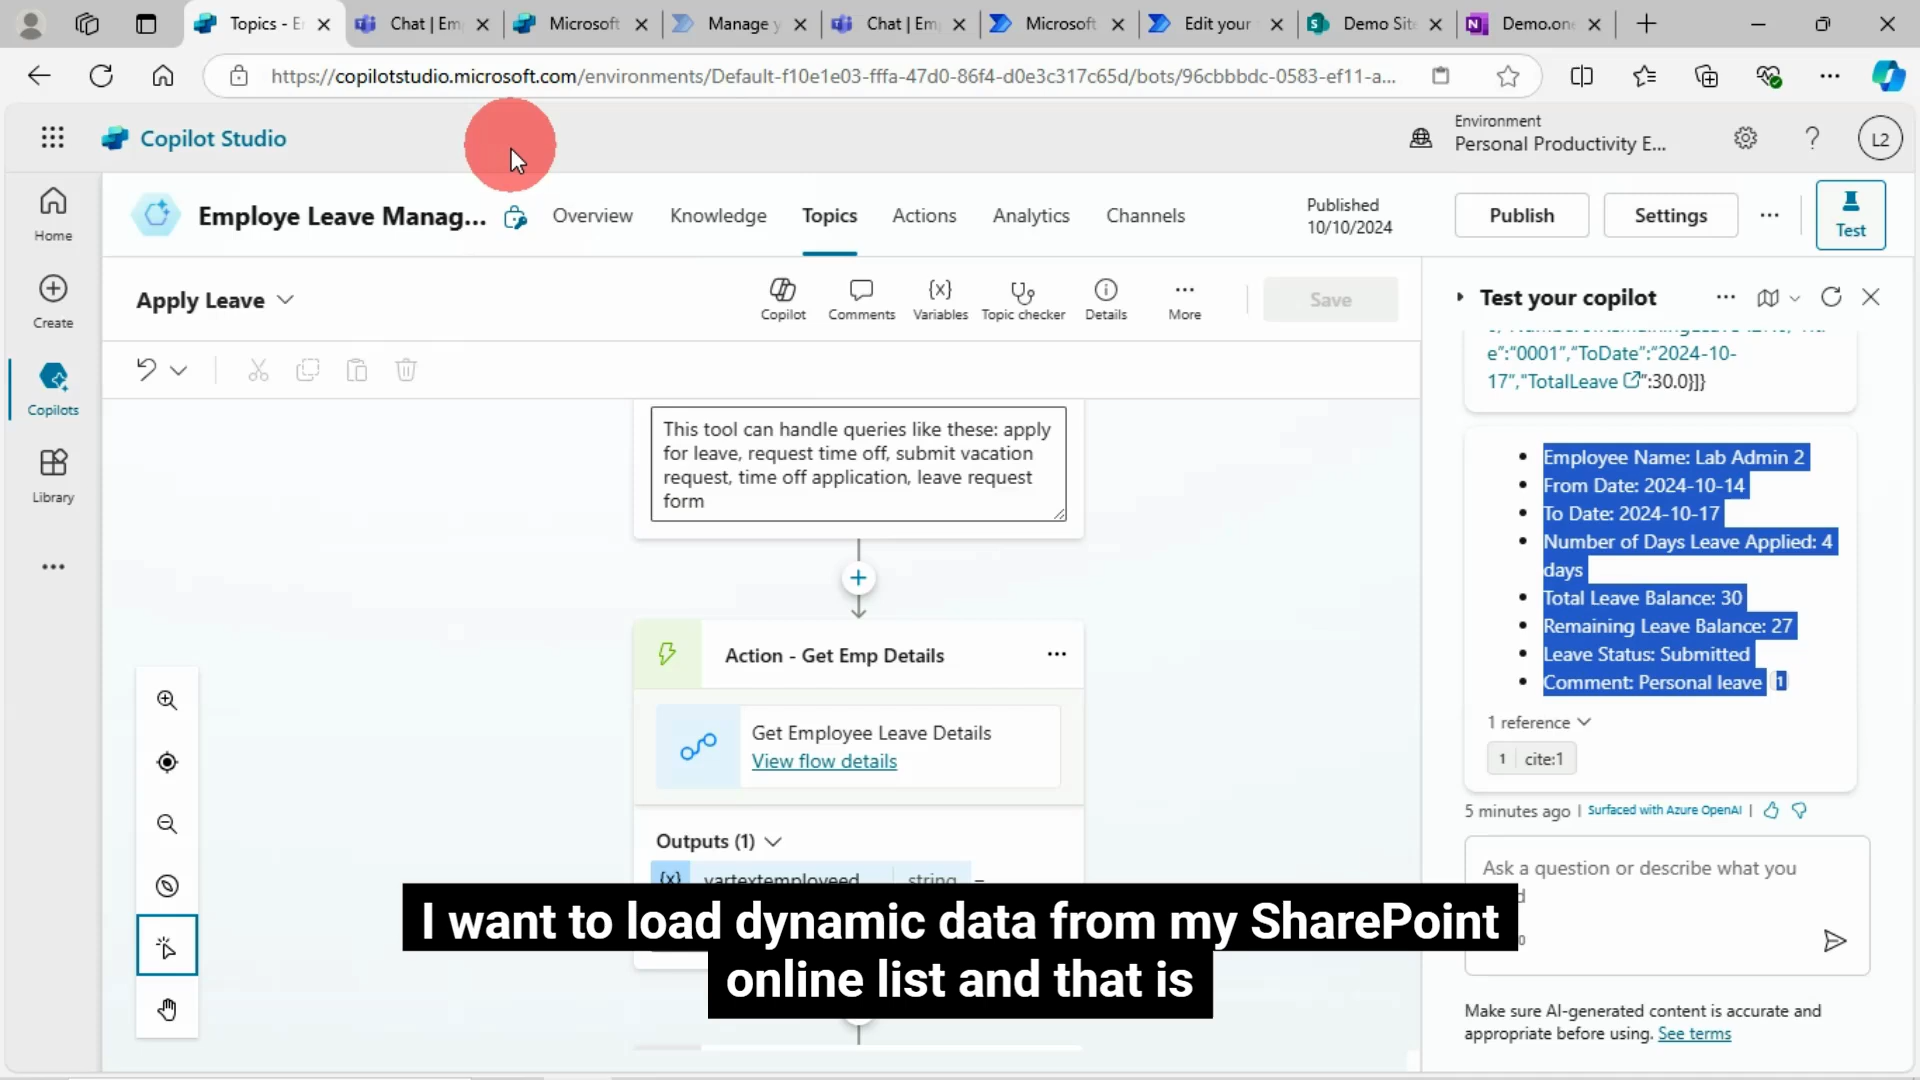 Topics - E
Chat | Em
Microsoft
Manage y
Chat | Em
Microsoft
Edit your
Demo Site
Demo.one
https://copilotstudio.microsoft.com/environments/Default-f10e1e03-fffa-47d0-86f4-d0e3c317c65d/bots/96cbbbdc-0583-ef11-a...
Copilot Studio
Environment
Personal Productivity E...
L2
Home
Create
Copilots
Library
Employe Leave Manag...
Overview
Knowledge
Topics
Actions
Analytics
Channels
Published
10/10/2024
Publish
Settings
Test
Apply Leave
Copilot
Comments
Variables
Topic checker
Details
More
Save
This tool can handle queries like these: apply
for leave, request time off, submit vacation
request, time off application, leave request
form
Action - Get Emp Details
Get Employee Leave Details
View flow details
Outputs (1)
{x} vartextemployeed string =
Test your copilot
e":"0001","ToDate":"2024-10-
17","TotalLeave":30.0}]}
Employee Name: Lab Admin 2
From Date: 2024-10-14
To Date: 2024-10-17
Number of Days Leave Applied: 4
days
Total Leave Balance: 30
Remaining Leave Balance: 27
Leave Status: Submitted
Comment: Personal leave 1
1 reference
1 cite:1
5 minutes ago | Surfaced with Azure OpenAI |
Ask a question or describe what you
Make sure AI-generated content is accurate and
appropriate before using. See terms
I want to load dynamic data from my SharePoint
online list and that is